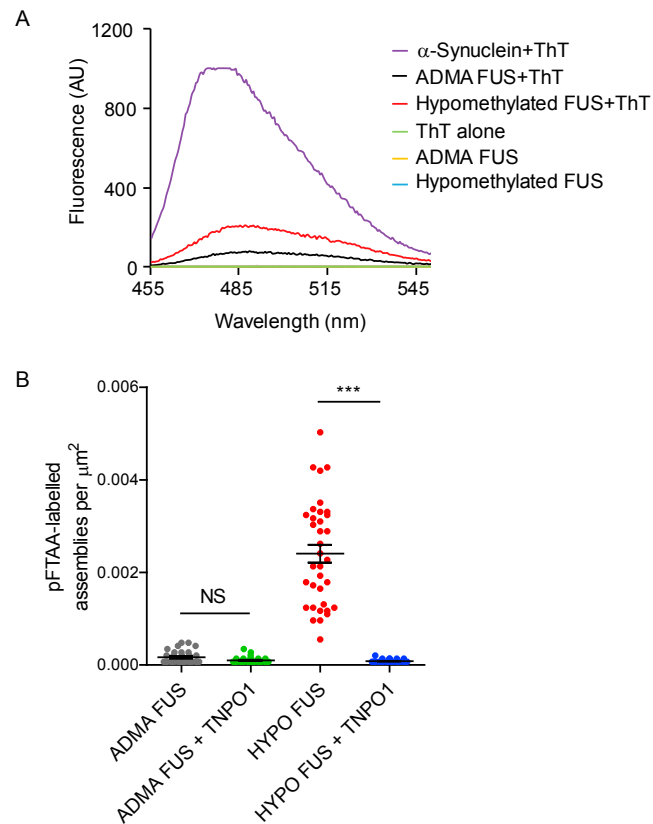 A
1200
1000
800
400
0
Fluorescence (AU)
455
485
515
545
Wavelength (nm)
α-Synuclein+ThT
ADMA FUS+ThT
Hypomethylated FUS+ThT
ThT alone
ADMA FUS
Hypomethylated FUS
B
0.006
0.004
0.002
0.000
pFTAA-labelled
assemblies per μm²
NS
***
ADMA FUS
ADMA FUS + TNPO1
HYPO FUS
HYPO FUS + TNPO1